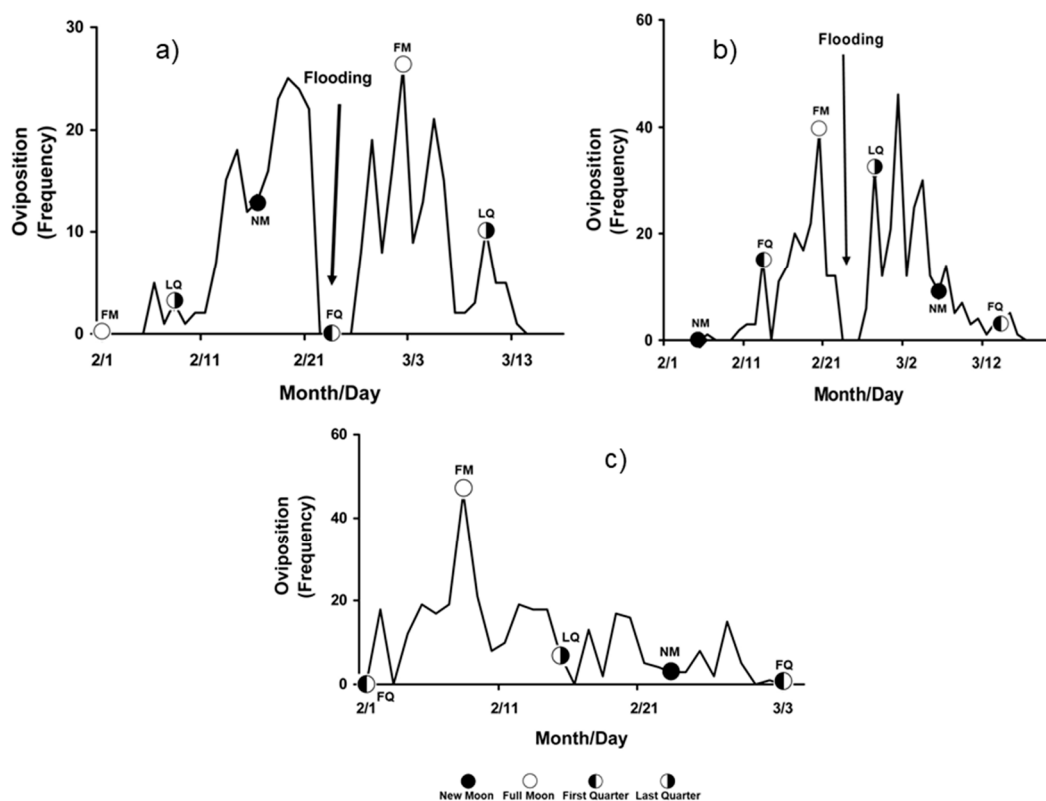 a)
30
20
10
0
Oviposition
(Frequency)
FM
LQ
NM
Flooding
FQ
FM
LQ
2/1
2/11
2/21
3/3
3/13
Month/Day
b)
60
40
20
0
Oviposition
(Frequency)
NM
FQ
FM
Flooding
LQ
NM
FQ
2/1
2/11
2/21
3/2
3/12
Month/Day
c)
60
40
20
0
Oviposition
(Frequency)
FQ
FM
LQ
NM
FQ
2/1
2/11
2/21
3/3
Month/Day
New Moon Full Moon First Quarter Last Quarter